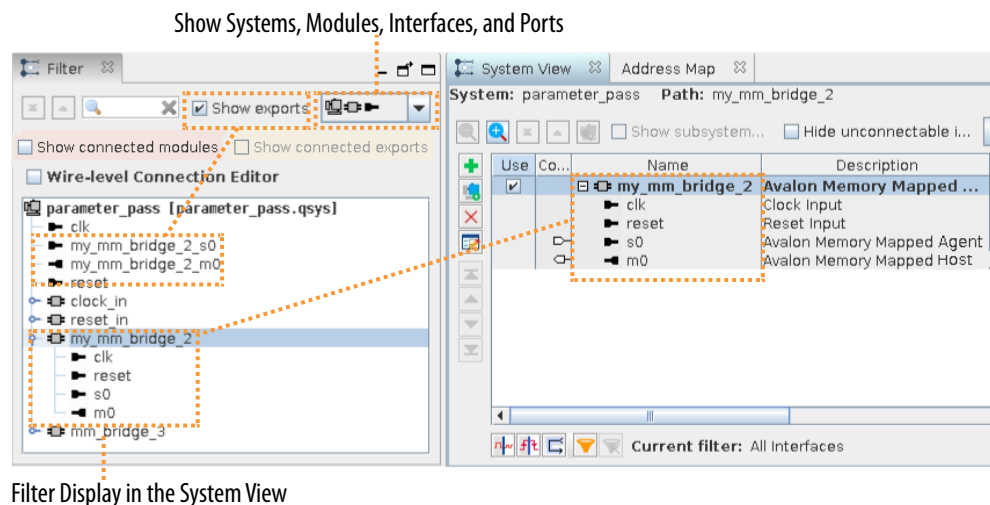 Show Systems, Modules, Interfaces, and Ports
Filter
Show exports
Show connected modules
Show connected exports
Wire-level Connection Editor
parameter_pass [parameter_pass.qsys]
clk
my_mm_bridge_2_s0
my_mm_bridge_2_m0
reset
clock_in
reset_in
my_mm_bridge_2
clk
reset
s0
m0
mm_bridge_3
System View
Address Map
System: parameter_pass Path: my_mm_bridge_2
Show subsystem... Hide unconnectable i...
Use Co... Name Description
my_mm_bridge_2 Avalon Memory Mapped ...
clk Clock Input
reset Reset Input
s0 Avalon Memory Mapped Agent
m0 Avalon Memory Mapped Host
Current filter: All Interfaces
Filter Display in the System View